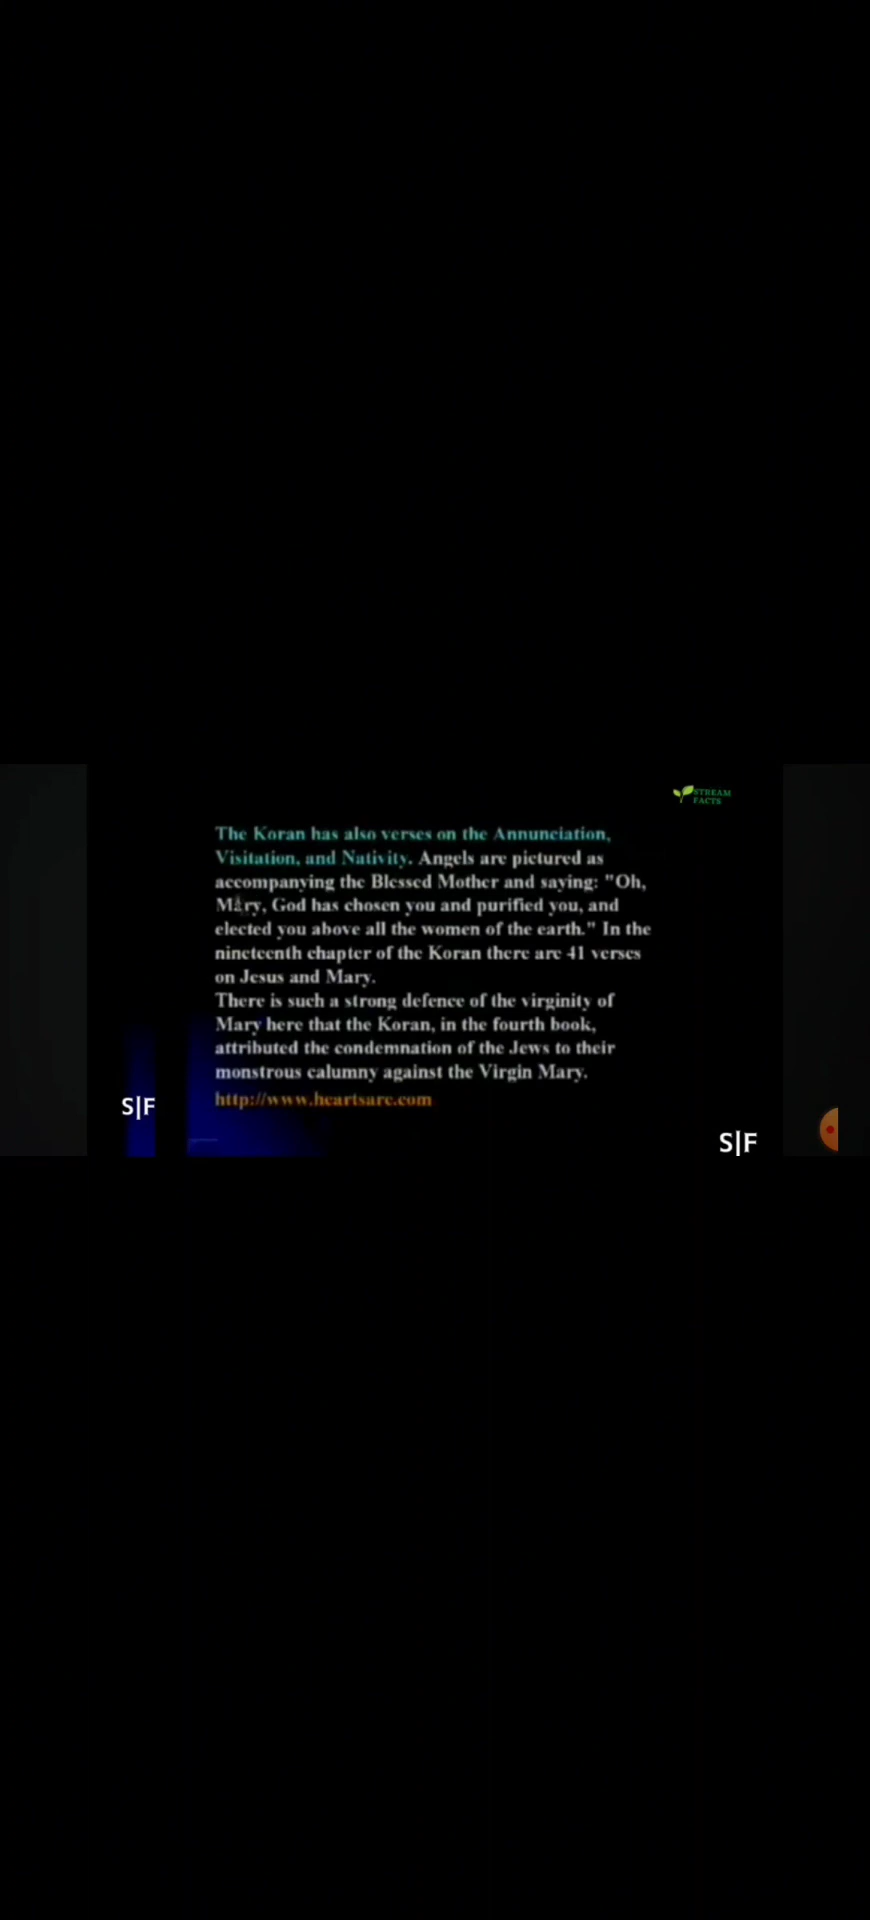 STREAM
FACTS
The Koran has also verses on the Annunciation,
Visitation, and Nativity. Angels are pictured as
accompanying the Blessed Mother and saying: "Oh,
Mary, God has chosen you and purified you, and
elected you above all the women of the earth." In the
nineteenth chapter of the Koran there are 41 verses
on Jesus and Mary.
There is such a strong defence of the virginity of
Mary here that the Koran, in the fourth book,
attributed the condemnation of the Jews to their
monstrous calumny against the Virgin Mary.
http://www.heartsare.com
S|F
S|F